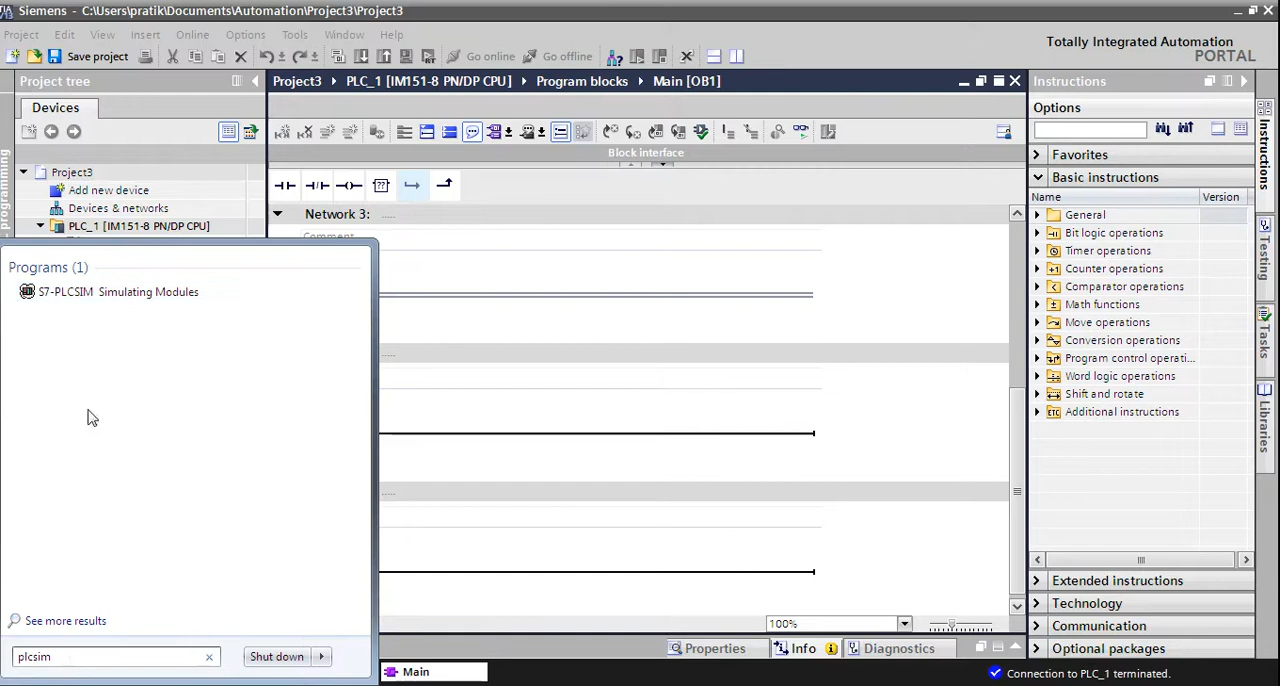 Siemens - C:\Users\pratik\Documents\Automation\Project3\Project3
Project Edit View Insert Online Options Tools Window Help
Totally Integrated Automation
PORTAL
Save project
Go online
Go offline
Project tree
Project3 PLC_1 [IM151-8 PN/DP CPU] Program blocks Main [OB1]
Instructions
Devices
Options
Block interface
Favorites
Basic instructions
Name
Version
Project3
Add new device
Devices & networks
PLC_1 [IM151-8 PN/DP CPU]
Network 3: .....
Comment
General
Bit logic operations
Timer operations
Counter operations
Comparator operations
Math functions
Move operations
Conversion operations
Program control operati...
Word logic operations
Shift and rotate
Additional instructions
Programs (1)
S7-PLCSIM Simulating Modules
.....
.....
See more results
plcsim
Shut down
Extended instructions
Technology
Communication
Optional packages
100%
Properties
Info
Diagnostics
Main
Connection to PLC_1 terminated.
Instructions
Testing
Tasks
Libraries
programming